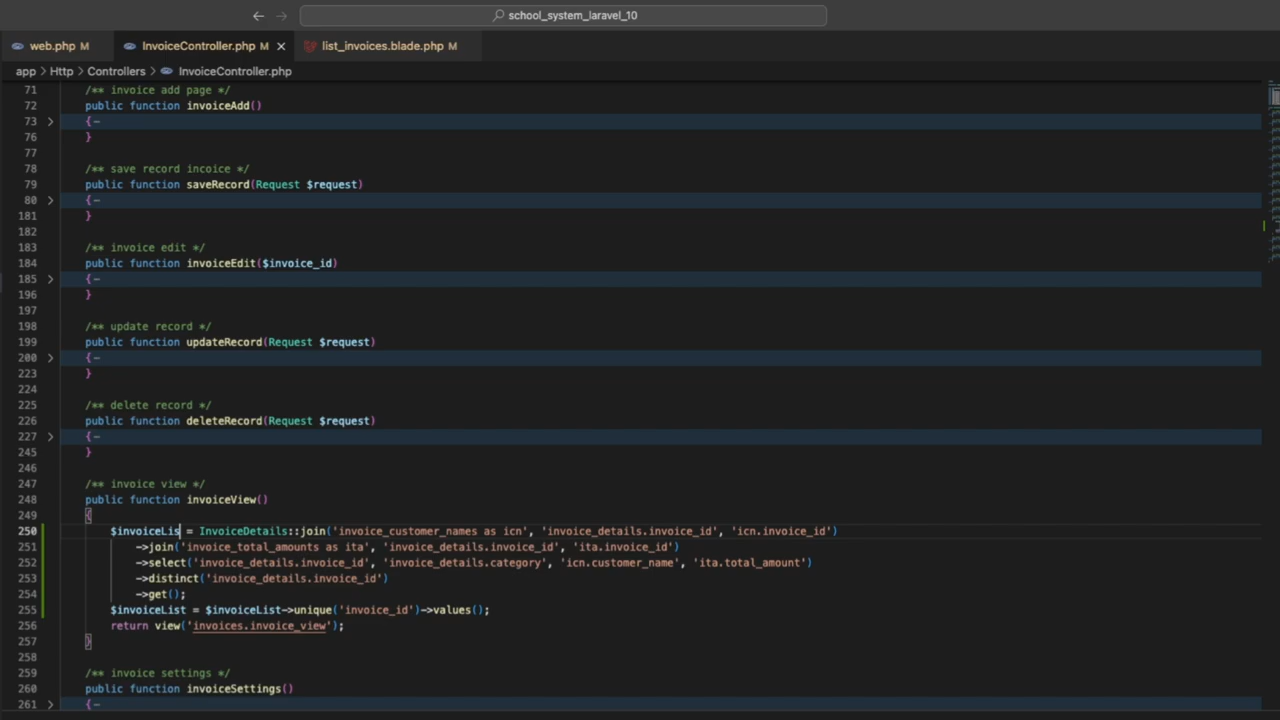 school_system_laravel_10
web.php M InvoiceController.php M list_invoices.blade.php M
app > Http > Controllers > InvoiceController.php
71 /** invoice add page */
72 public function invoiceAdd()
73 {
76 }
77
78 /** save record incoice */
79 public function saveRecord(Request $request)
80 {
181 }
182
183 /** invoice edit */
184 public function invoiceEdit($invoice_id)
185 {
196 }
197
198 /** update record */
199 public function updateRecord(Request $request)
200 {
223 }
224
225 /** delete record */
226 public function deleteRecord(Request $request)
227 {
245 }
246
247 /** invoice view */
248 public function invoiceView()
249 {
250 $invoiceLis = InvoiceDetails::join('invoice_customer_names as icn', 'invoice_details.invoice_id', 'icn.invoice_id')
251 ->join('invoice_total_amounts as ita', 'invoice_details.invoice_id', 'ita.invoice_id')
252 ->select('invoice_details.invoice_id', 'invoice_details.category', 'icn.customer_name', 'ita.total_amount')
253 ->distinct('invoice_details.invoice_id')
254 ->get();
255 $invoiceList = $invoiceList->unique('invoice_id')->values();
256 return view('invoices.invoice_view');
257 }
258
259 /** invoice settings */
260 public function invoiceSettings()
261 {